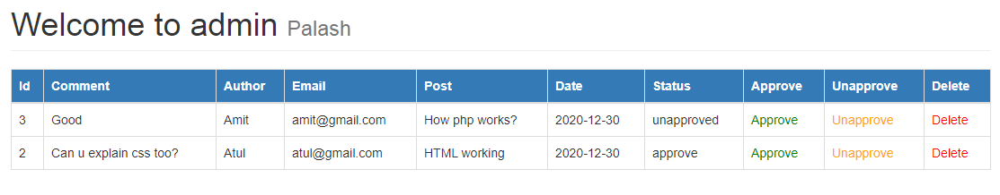 Welcome to admin Palash
Id Comment Author Email Post Date Status Approve Unapprove Delete
3 Good Amit amit@gmail.com How php works? 2020-12-30 unapproved Approve Unapprove Delete
2 Can u explain css too? Atul atul@gmail.com HTML working 2020-12-30 approve Approve Unapprove Delete